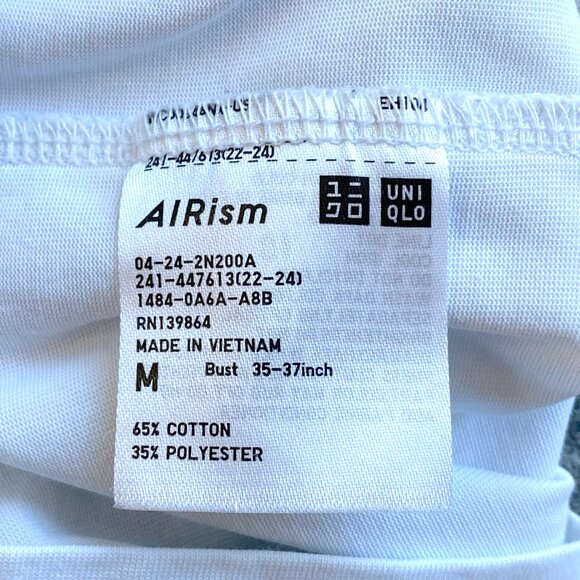 241-447613(22-24)
AIRism ユニクロ UNIQLO
04-24-2N200A
241-447613(22-24)
1484-0A6A-A8B
RN139864
MADE IN VIETNAM
M Bust 35-37inch
65% COTTON
35% POLYESTER